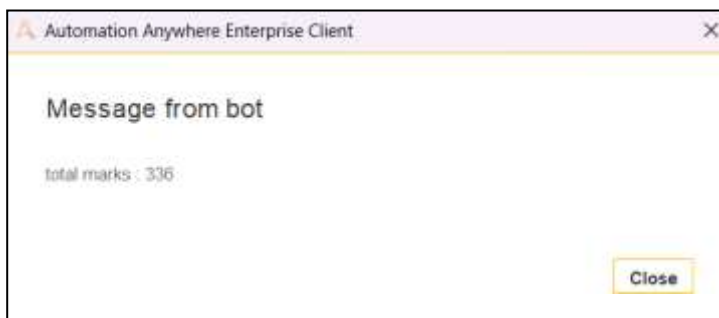 Automation Anywhere Enterprise Client
Message from bot
total marks : 336
Close